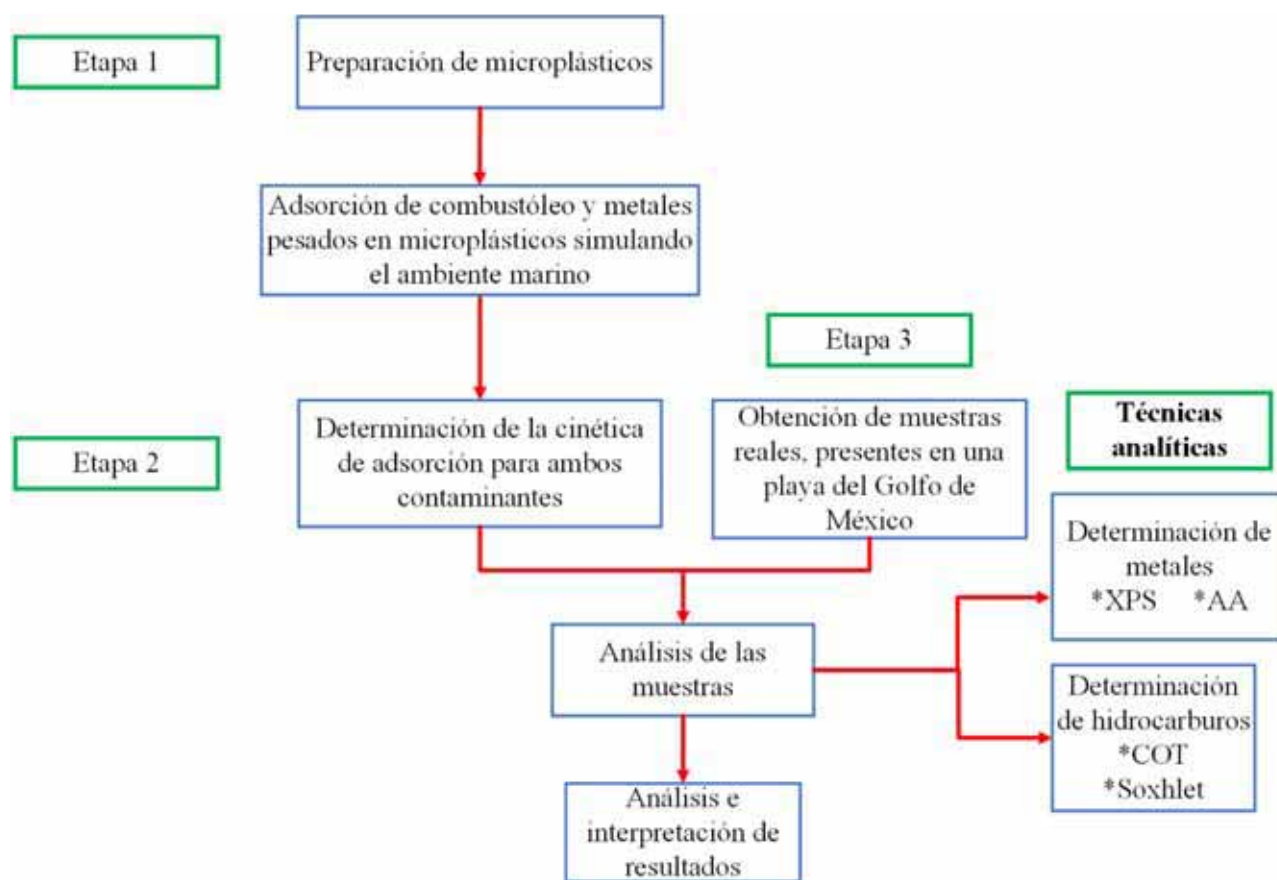 Etapa 1
Preparación de microplásticos
Adsorción de combustóleo y metales
pesados en microplásticos simulando
el ambiente marino
Etapa 3
Etapa 2
Determinación de la cinética
de adsorción para ambos
contaminantes
Obtención de muestras
reales, presentes en una
playa del Golfo de
México
Técnicas
analíticas
Determinación de
metales
*XPS *AA
Análisis de las
muestras
Determinación
de hidrocarburos
*COT
*Soxhlet
Análisis e
interpretación de
resultados